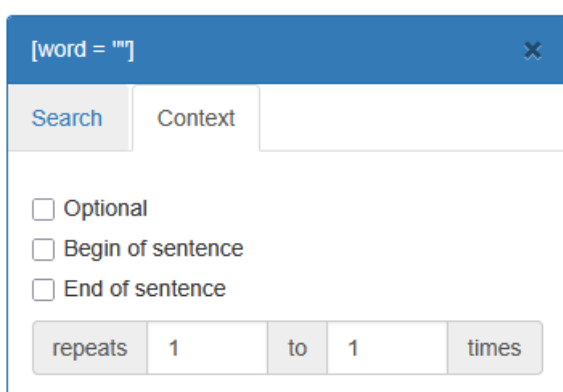 [word = ""] ×
Search Context
Optional
Begin of sentence
End of sentence
repeats 1 to 1 times